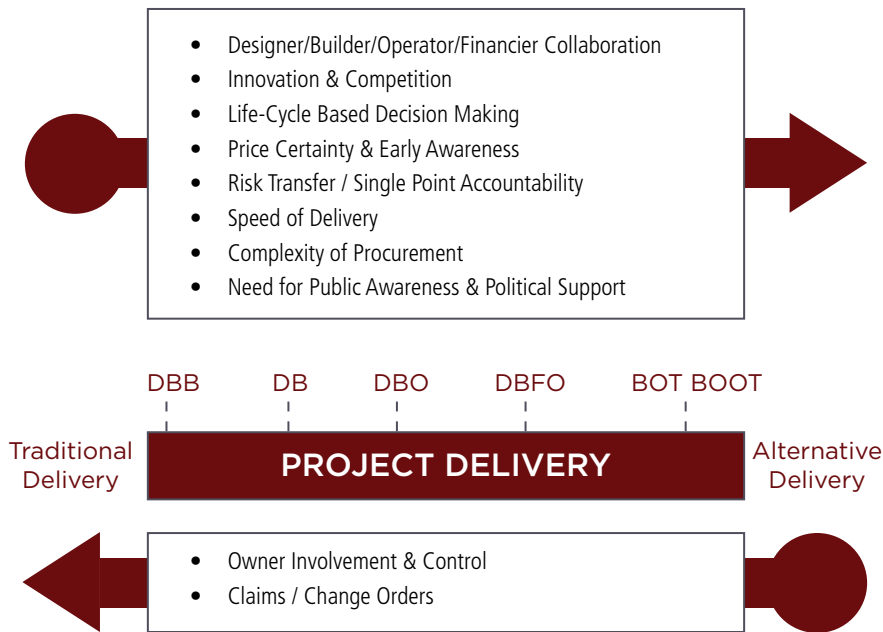 • Designer/Builder/Operator/Financier Collaboration
• Innovation & Competition
• Life-Cycle Based Decision Making
• Price Certainty & Early Awareness
• Risk Transfer / Single Point Accountability
• Speed of Delivery
• Complexity of Procurement
• Need for Public Awareness & Political Support
DBB DB DBO DBFO BOT BOOT
Traditional
Delivery
PROJECT DELIVERY
Alternative
Delivery
• Owner Involvement & Control
• Claims / Change Orders